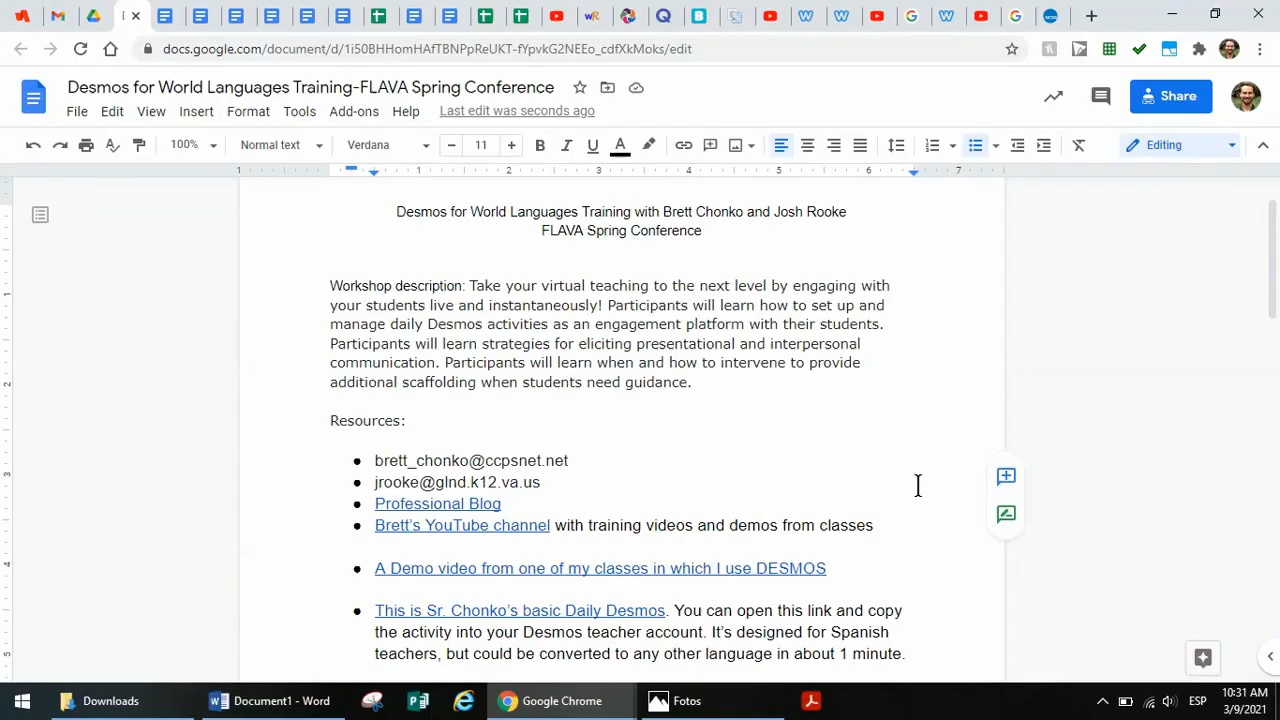 docs.google.com/document/d/1i50BHHomHAfTBNPpReUKT-fYpvkG2NEEo_cdfXkMoks/edit
Desmos for World Languages Training-FLAVA Spring Conference
File Edit View Insert Format Tools Add-ons Help Last edit was seconds ago
Share
100% Normal text Verdana 11 Editing
1 1 2 3 4 5 6 7
Desmos for World Languages Training with Brett Chonko and Josh Rooke
FLAVA Spring Conference
Workshop description: Take your virtual teaching to the next level by engaging with
your students live and instantaneously! Participants will learn how to set up and
manage daily Desmos activities as an engagement platform with their students.
Participants will learn strategies for eliciting presentational and interpersonal
communication. Participants will learn when and how to intervene to provide
additional scaffolding when students need guidance.
Resources:
● brett_chonko@ccpsnet.net
● jrooke@glnd.k12.va.us
● Professional Blog
● Brett's YouTube channel with training videos and demos from classes
● A Demo video from one of my classes in which I use DESMOS
● This is Sr. Chonko's basic Daily Desmos. You can open this link and copy
the activity into your Desmos teacher account. It's designed for Spanish
teachers, but could be converted to any other language in about 1 minute.
Downloads Document1 - Word Google Chrome Fotos ESP 10:31 AM
3/9/2021